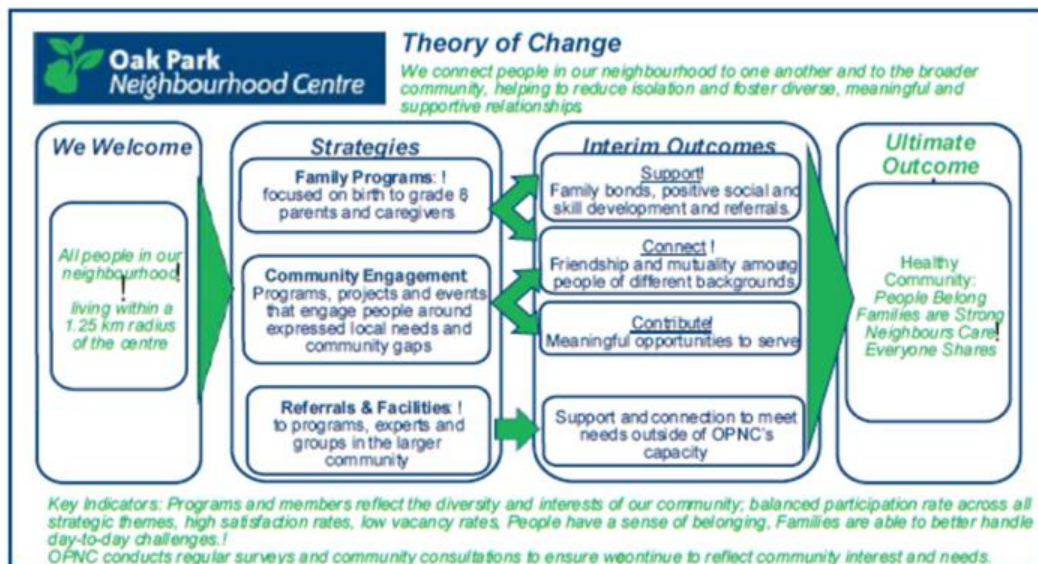 Oak Park
Neighbourhood Centre
Theory of Change
We connect people in our neighbourhood to one another and to the broader
community, helping to reduce isolation and foster diverse, meaningful and
supportive relationships
We Welcome
All people in our
neighbourhood!
!
living within a
1.25 km radius
of the centre
Strategies
Family Programs: !
focused on birth to grade 8
parents and caregivers
Community Engagement
Programs, projects and events
that engage people around
expressed local needs and
community gaps
Referrals & Facilities: !
to programs, experts and
groups in the larger
community
Interim Outcomes
Support!
Family bonds, positive social and
skill development and referrals.
Connect !
Friendship and mutuality among
people of different backgrounds
Contribute!
Meaningful opportunities to serve
Support and connection to meet
needs outside of OPNC's
capacity
Ultimate
Outcome
Healthy
Community:
People Belong
Families are Strong
Neighbours Care!
Everyone Shares
Key Indicators: Programs and members reflect the diversity and interests of our community; balanced participation rate across all
strategic themes, high satisfaction rates, low vacancy rates, People have a sense of belonging, Families are able to better handle
day-to-day challenges.!
OPNC conducts regular surveys and community consultations to ensure we continue to reflect community interest and needs.